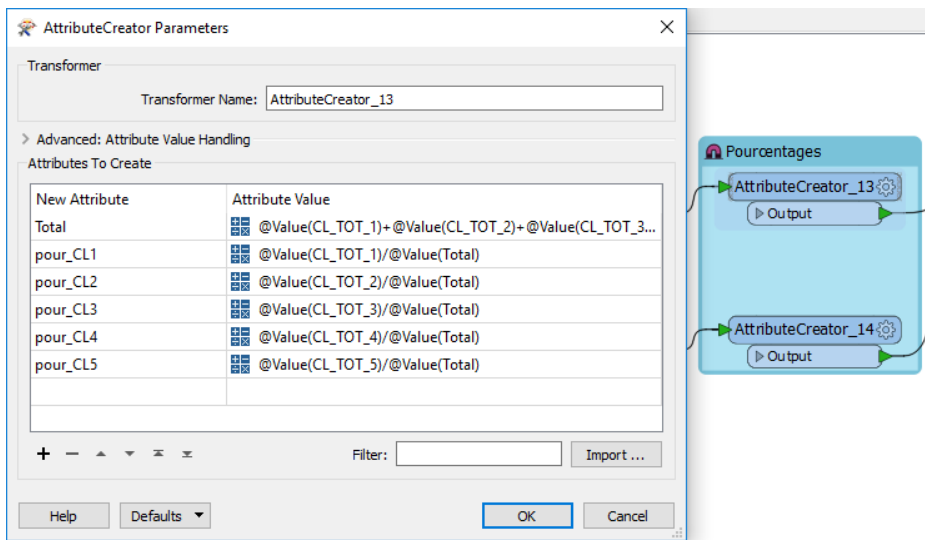 AttributeCreator Parameters
Transformer
Transformer Name: AttributeCreator_13
Advanced: Attribute Value Handling
Attributes To Create
New Attribute Attribute Value
Total @Value(CL_TOT_1)+@Value(CL_TOT_2)+@Value(CL_TOT_3...
pour_CL1 @Value(CL_TOT_1)/@Value(Total)
pour_CL2 @Value(CL_TOT_2)/@Value(Total)
pour_CL3 @Value(CL_TOT_3)/@Value(Total)
pour_CL4 @Value(CL_TOT_4)/@Value(Total)
pour_CL5 @Value(CL_TOT_5)/@Value(Total)
Filter: Import ...
Help Defaults OK Cancel
Pourcentages
AttributeCreator_13
Output
AttributeCreator_14
Output